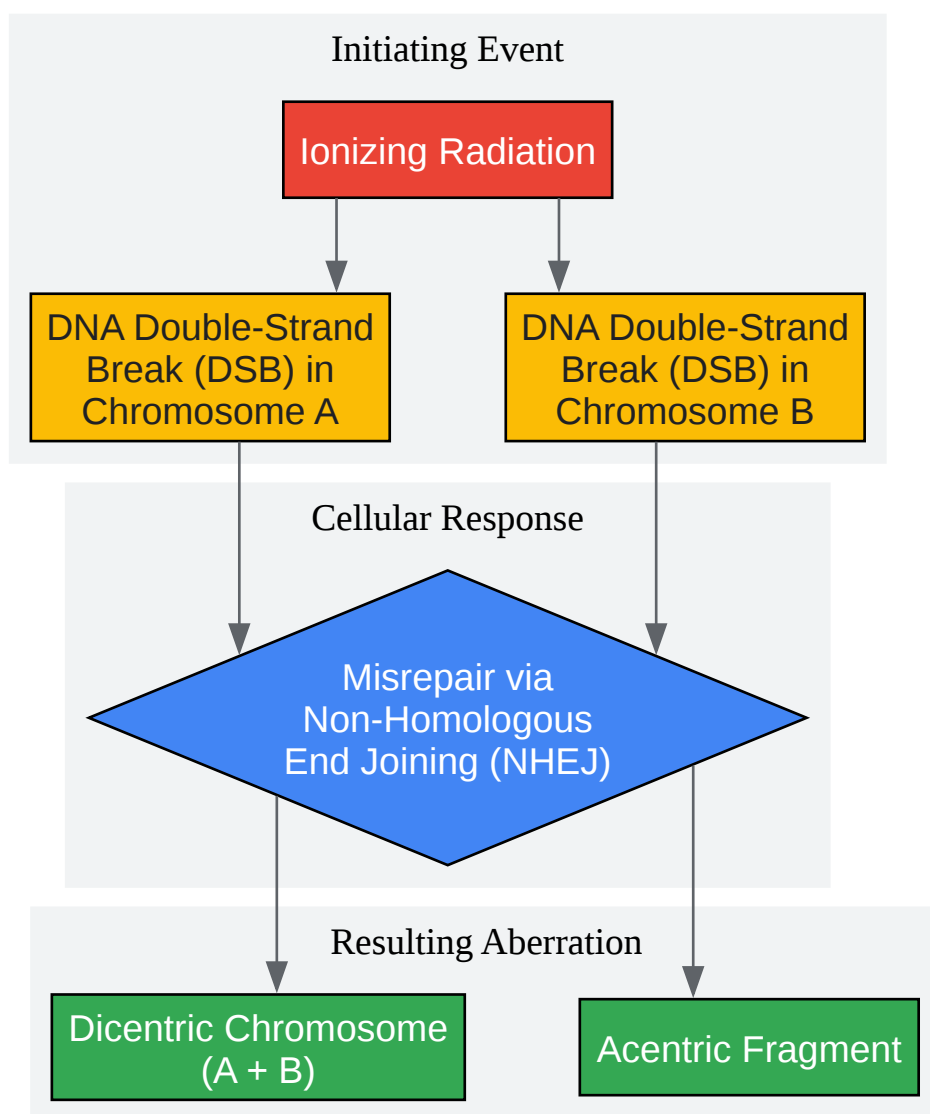 Initiating Event
Ionizing Radiation
DNA Double-Strand
Break (DSB) in
Chromosome A
DNA Double-Strand
Break (DSB) in
Chromosome B
Cellular Response
Misrepair via
Non-Homologous
End Joining (NHEJ)
Resulting Aberration
Dicentric Chromosome
(A + B)
Acentric Fragment